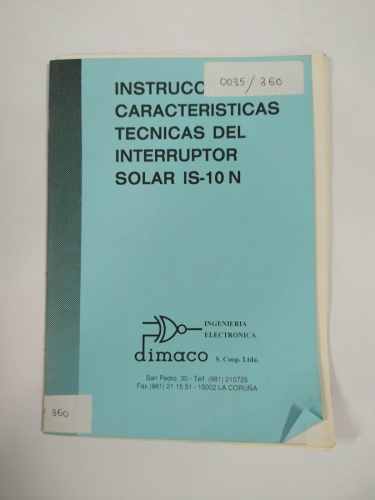 INSTRUCC
0035/360
CARACTERISTICAS
TECNICAS DEL
INTERRUPTOR
SOLAR IS-10 N
INGENIERIA
ELECTRONICA
dimaco S. Coop. Ltda.
San Pedro, 30 - Telf. (981) 210725
Fax (981) 21 15 51 - 15002 LA CORUÑA
360